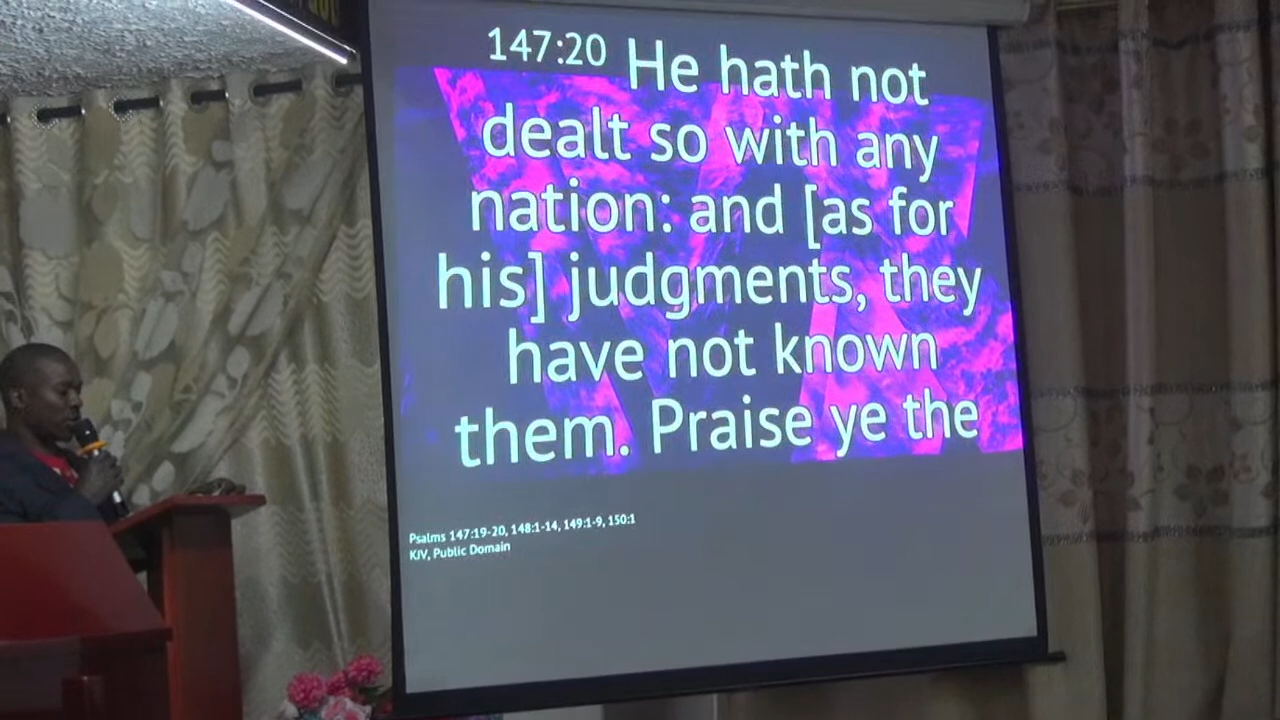 147:20 He hath not
dealt so with any
nation: and [as for
his] judgments, they
have not known
them. Praise ye the
Psalms 147:19-20, 148:1-14, 149:1-9, 150:1
KJV, Public Domain